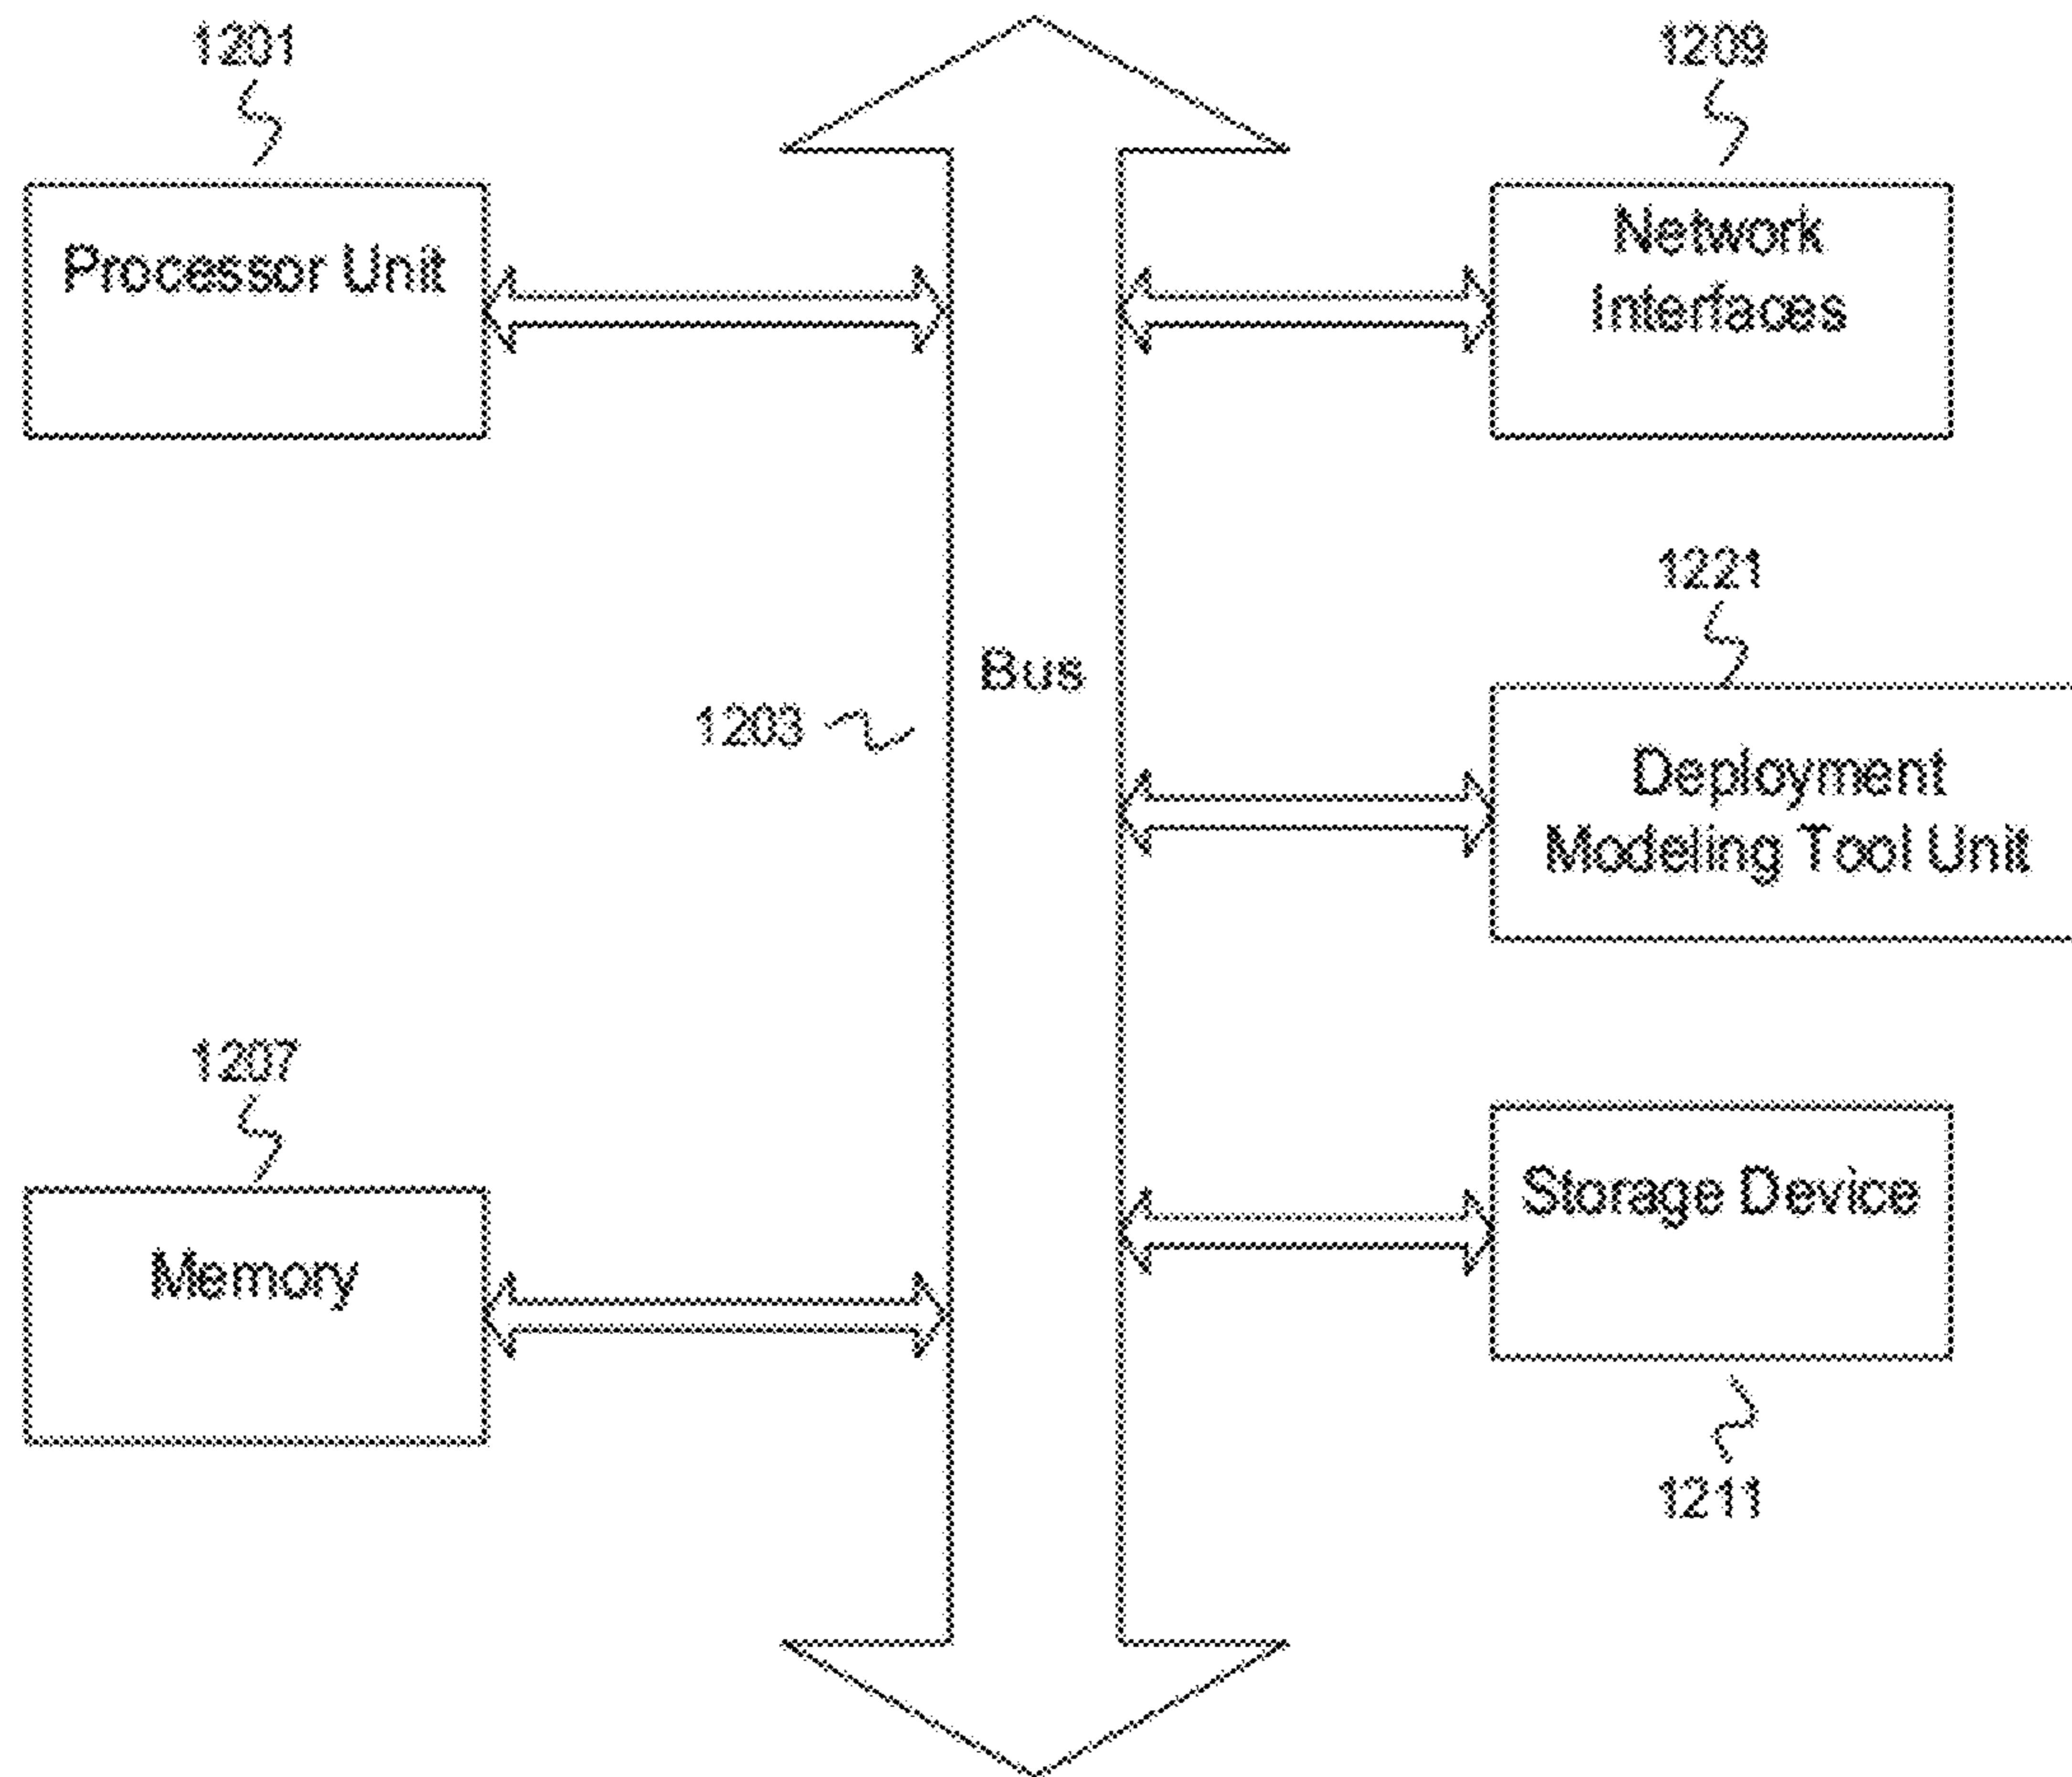 1201
Processor Unit
1209
Network
Interfaces
Bus
1203
1221
Deployment
Modeling Tool Unit
1207
Memory
Storage Device
1211